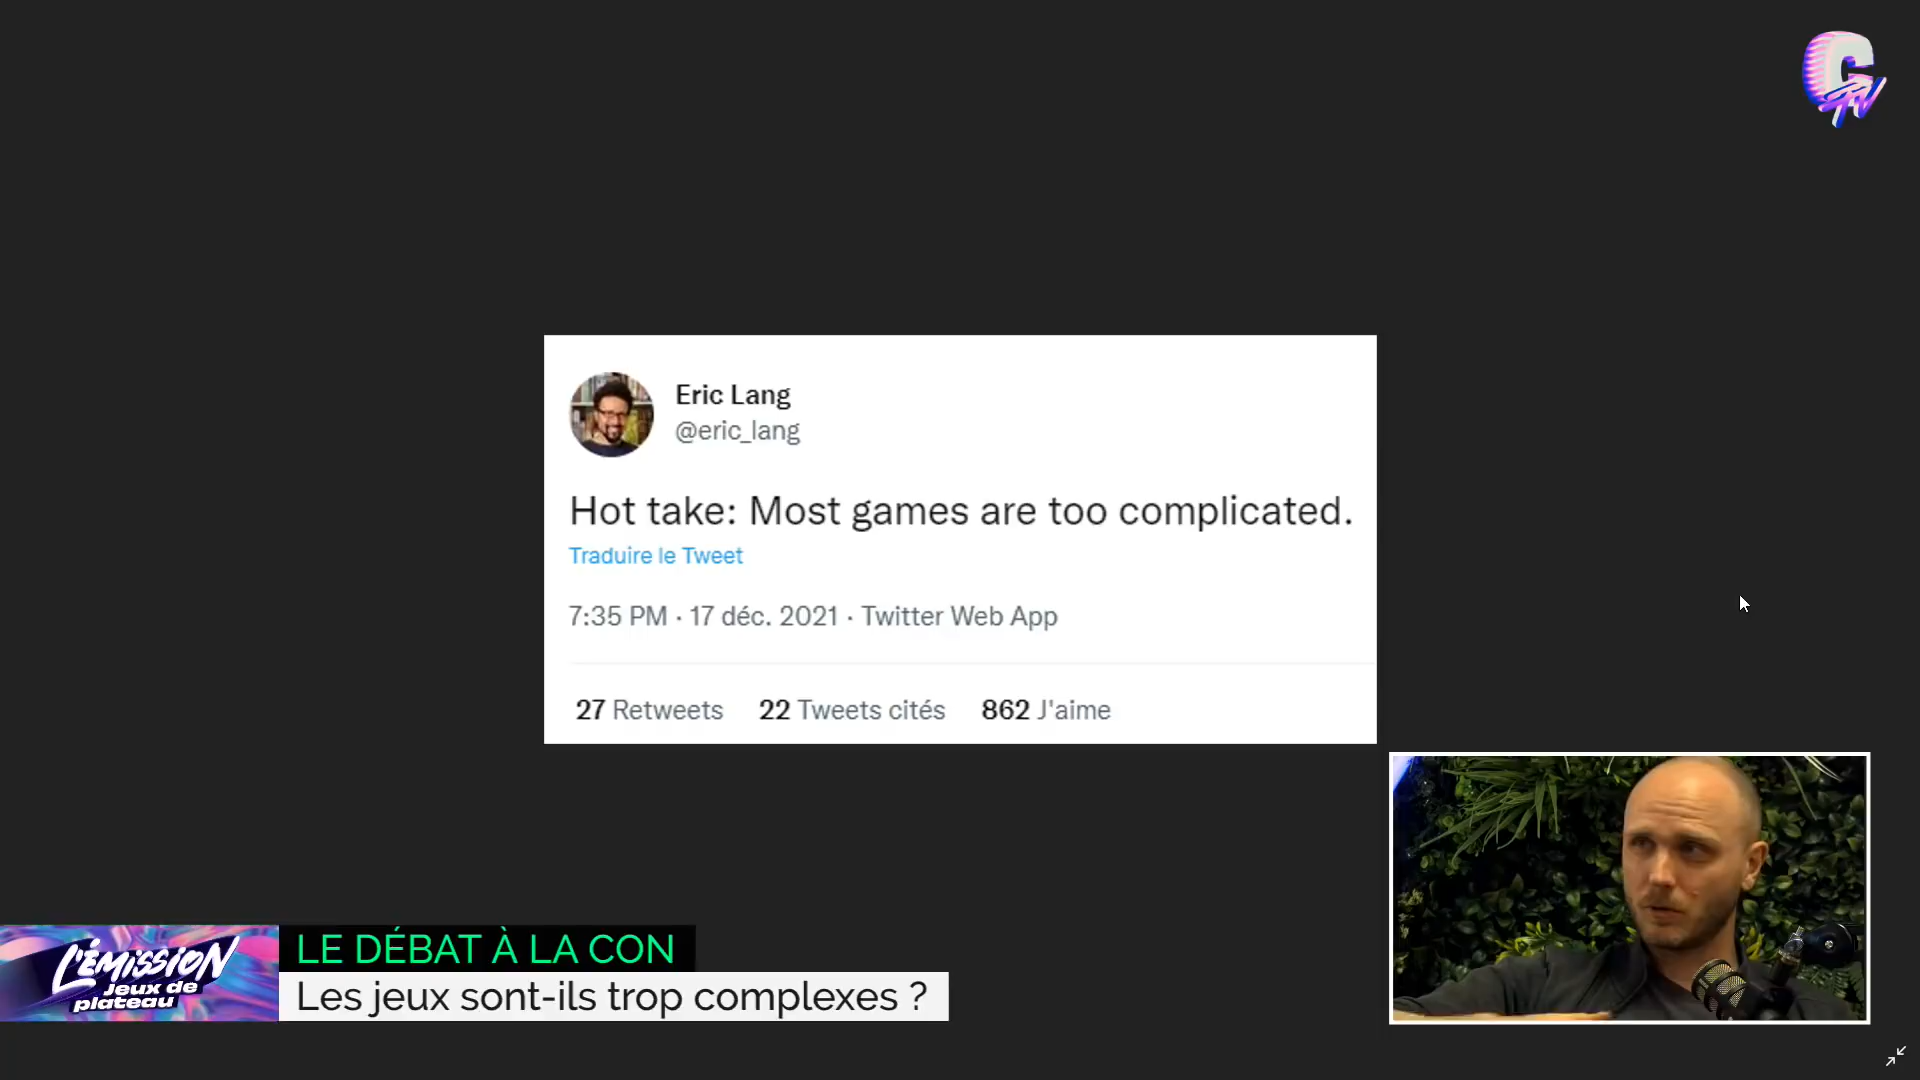 G
TV
Eric Lang
@eric_lang
Hot take: Most games are too complicated.
Traduire le Tweet
7:35 PM · 17 déc. 2021 · Twitter Web App
27 Retweets 22 Tweets cités 862 J'aime
L'ÉMISSION
Jeux de
plateau
LE DÉBAT À LA CON
Les jeux sont-ils trop complexes ?